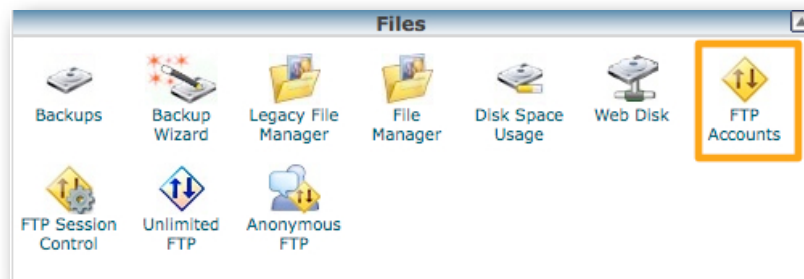 Files
Backups
Backup
Wizard
Legacy File
Manager
File
Manager
Disk Space
Usage
Web Disk
FTP
Accounts
FTP Session
Control
Unlimited
FTP
Anonymous
FTP